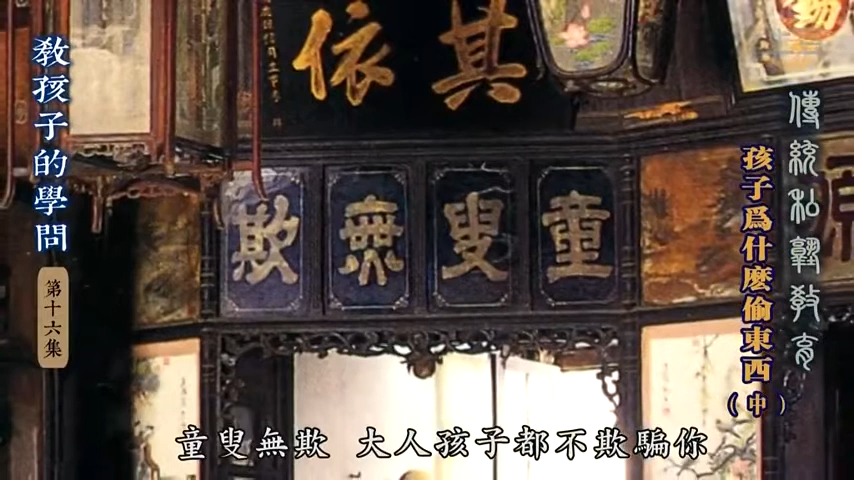 教孩子的學問
第十六集
依其
欺無叟童
傳統私塾教育
孩子爲什麽偷東西
（中）
童叟無欺 大人孩子都不欺騙你